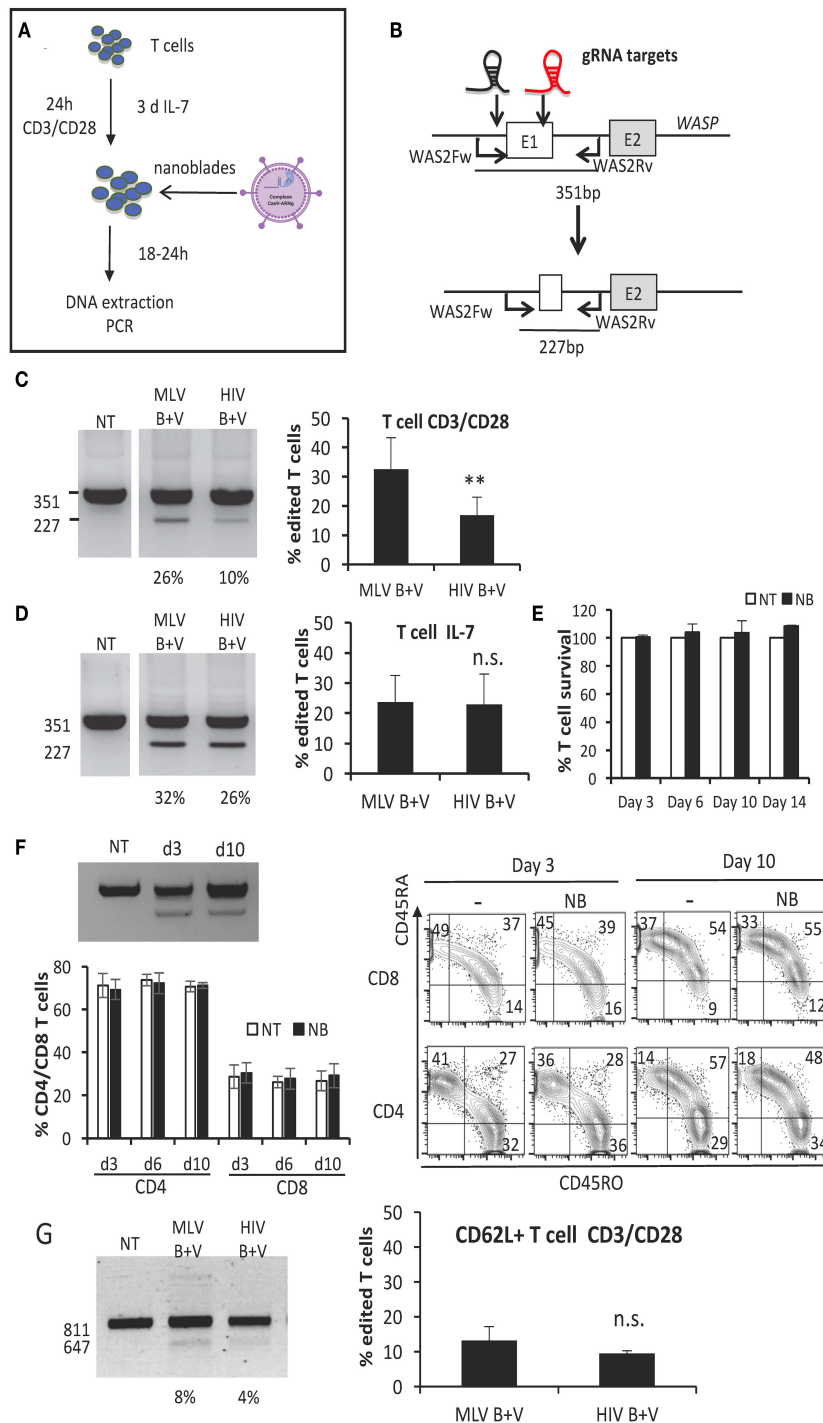 A
T cells
24h
CD3/CD28
3 d IL-7
nanoblades
Complexe
Cas9-ARNg
18-24h
DNA extraction
PCR
B
gRNA targets
E1
E2
WASP
WAS2Fw
WAS2Rv
351bp
E2
WAS2Fw
WAS2Rv
227bp
C
NT
MLV
B+V
HIV
B+V
351
227
26%
10%
% edited T cells
50
40
30
20
10
0
T cell CD3/CD28
**
MLV B+V
HIV B+V
D
NT
MLV
B+V
HIV
B+V
351
227
32%
26%
% edited T cells
50
40
30
20
10
0
T cell IL-7
n.s.
MLV B+V
HIV B+V
E
NT
NB
% T cell survival
120
100
80
60
40
20
0
Day 3
Day 6
Day 10
Day 14
F
NT
d3
d10
% CD4/CD8 T cells
80
60
40
20
0
NT
NB
d3
d6
d10
d3
d6
d10
CD4
CD8
Day 3
Day 10
-
NB
-
NB
CD45RA
CD8
49
37
14
45
39
16
37
54
9
33
55
12
CD4
41
27
32
36
28
36
14
57
29
18
48
34
CD45RO
G
NT
MLV
B+V
HIV
B+V
811
647
8%
4%
% edited T cells
50
40
30
20
10
0
CD62L+ T cell CD3/CD28
n.s.
MLV B+V
HIV B+V